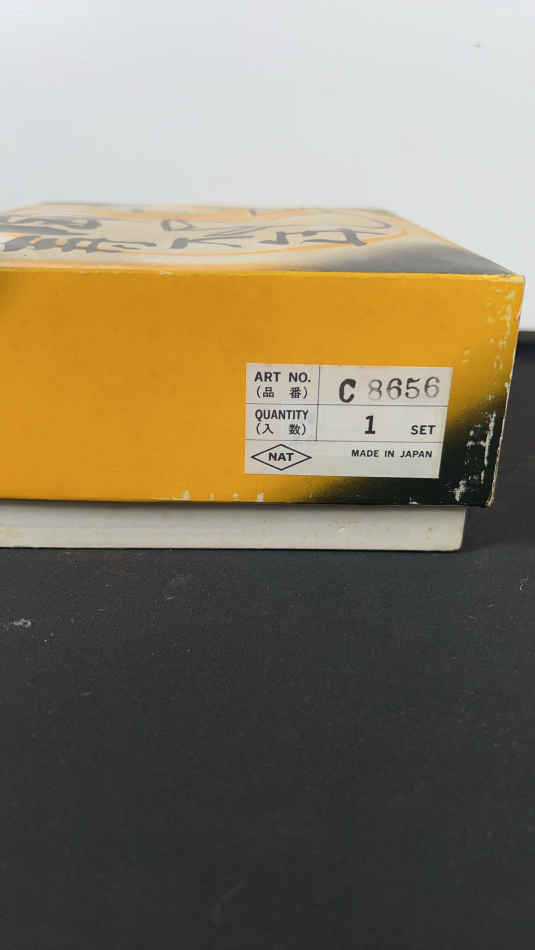 ART NO. C 8656
(品 番)
QUANTITY 1 SET
(入 数)
NAT MADE IN JAPAN